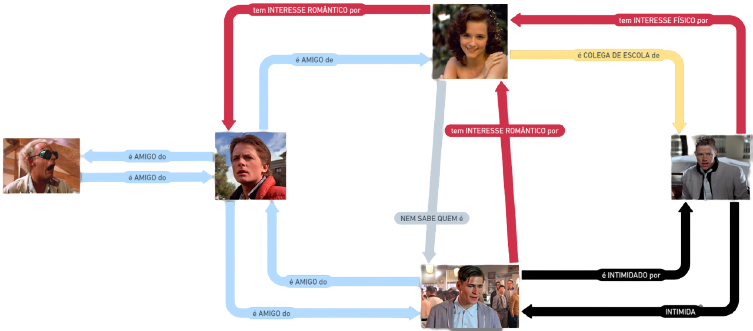 tem INTERESSE ROMÂNTICO por
tem INTERESSE FÍSICO por
é AMIGO de
é COLEGA DE ESCOLA de
tem INTERESSE ROMÂNTICO por
é AMIGO do
é AMIGO do
NEM SABE QUEM é
é AMIGO do
é INTIMIDADO por
é AMIGO do
INTIMIDA